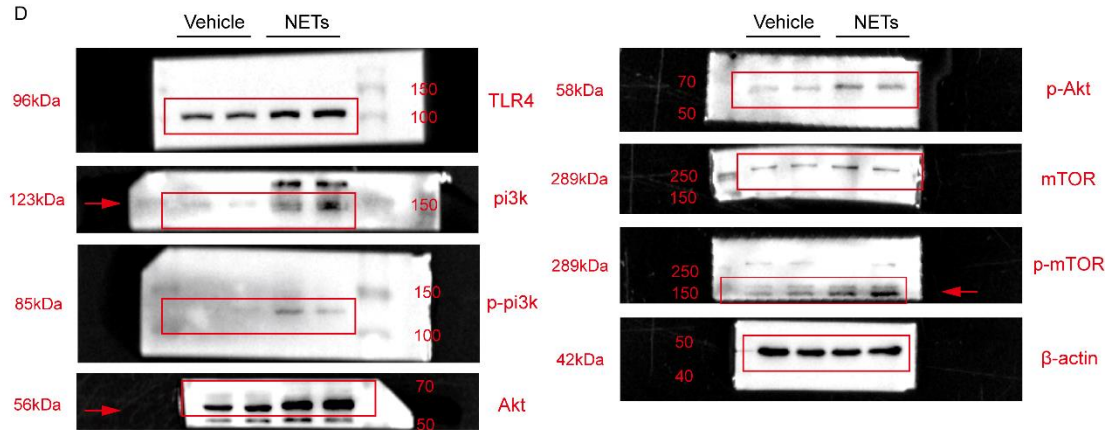 D
Vehicle NETs
96kDa
150
100
TLR4
123kDa
150
pi3k
85kDa
150
100
p-pi3k
56kDa
70
50
Akt
Vehicle NETs
58kDa
70
50
p-Akt
289kDa
250
150
mTOR
289kDa
250
150
p-mTOR
42kDa
50
40
β-actin